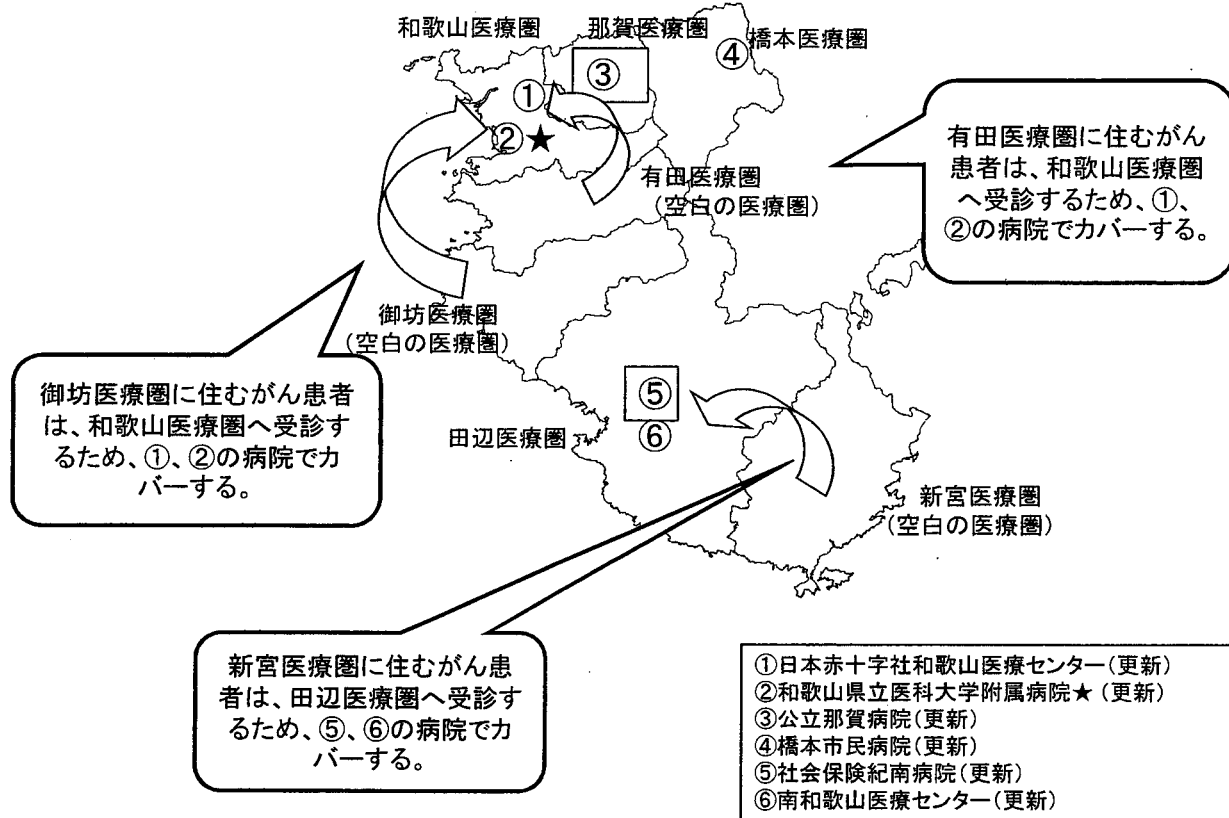 和歌山医療圏
那賀医療圏
④
橋本医療圏
③
①
②★
有田医療圏
(空白の医療圏)
有田医療圏に住むがん
患者は、和歌山医療圏
へ受診するため、①、
②の病院でカバーする。
御坊医療圏
(空白の医療圏)
御坊医療圏に住むがん患者
は、和歌山医療圏へ受診す
るため、①、②の病院でカ
バーする。
⑤
⑥
田辺医療圏
新宮医療圏
(空白の医療圏)
新宮医療圏に住むがん患
者は、田辺医療圏へ受診す
るため、⑤、⑥の病院でカ
バーする。
①日本赤十字社和歌山医療センター(更新)
②和歌山県立医科大学附属病院★(更新)
③公立那賀病院(更新)
④橋本市民病院(更新)
⑤社会保険紀南病院(更新)
⑥南和歌山医療センター(更新)